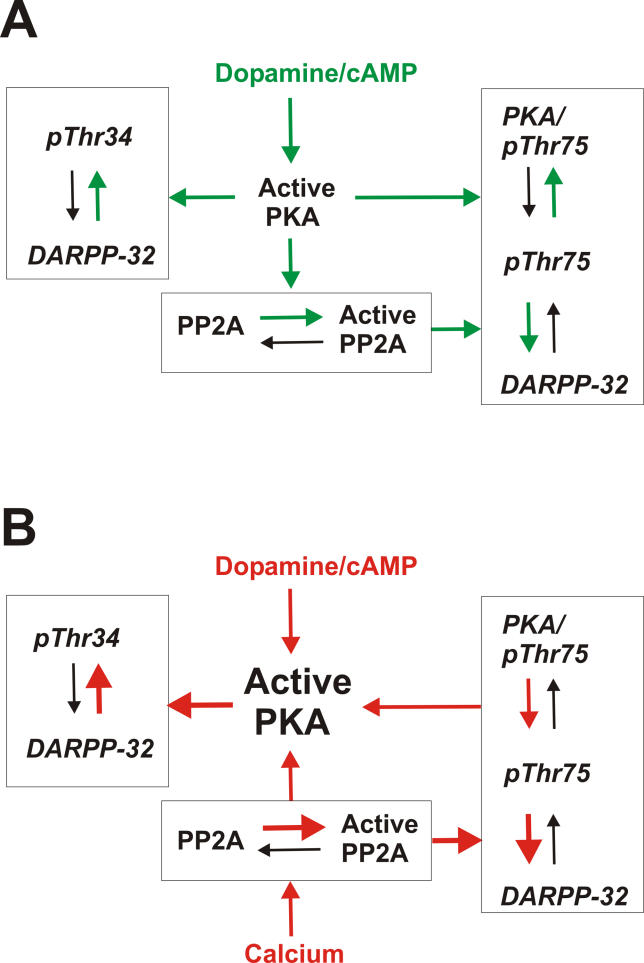 A
Dopamine/cAMP
pThr34
DARPP-32
Active
PKA
PKA/
pThr75
pThr75
DARPP-32
PP2A
Active
PP2A
B
Dopamine/cAMP
pThr34
DARPP-32
Active
PKA
PKA/
pThr75
pThr75
DARPP-32
PP2A
Active
PP2A
Calcium